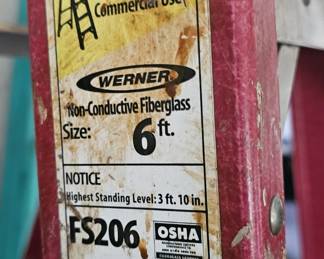 Commercial Use
WERNER
Non-Conductive Fiberglass
Size: 6 ft.
NOTICE
Highest Standing Level: 3 ft. 10 in.
FS206
OSHA